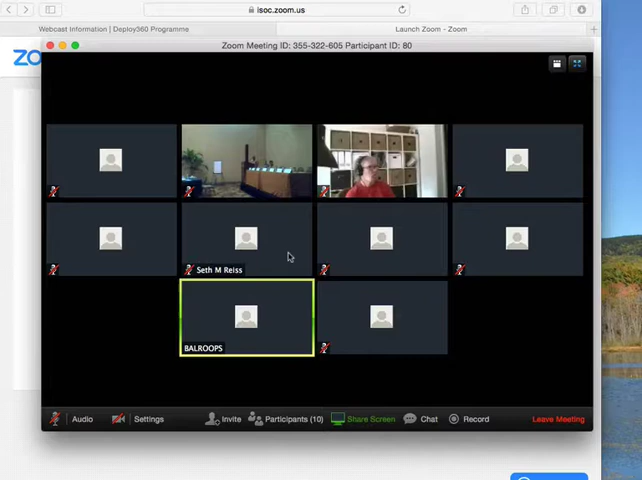 isoc.zoom.us
Webcast Information | Deploy360 Programme
Launch Zoom - Zoom
ZO
Zoom Meeting ID: 355-322-605 Participant ID: 80
Seth M Reiss
BALROOPS
Audio
Settings
Invite
Participants (10)
Share Screen
Chat
Record
Leave Meeting